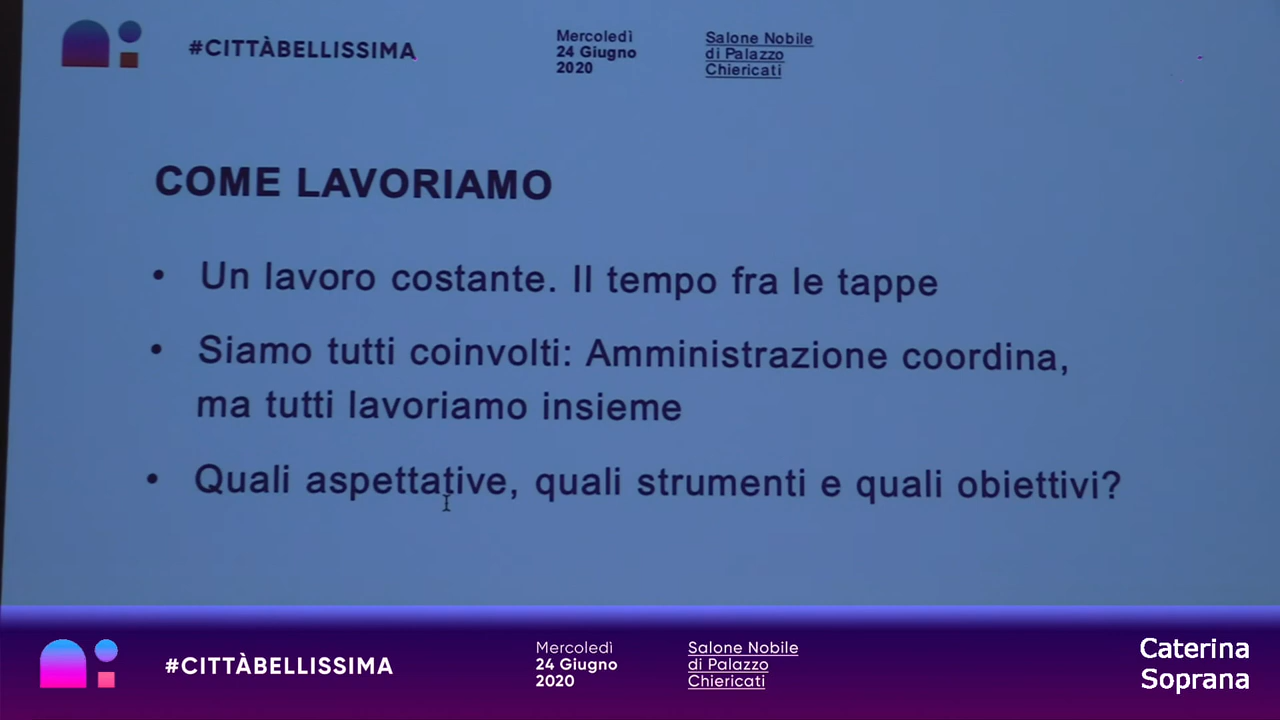 #CITTÀBELLISSIMA
Mercoledì
24 Giugno
2020
Salone Nobile
di Palazzo
Chiericati
COME LAVORIAMO
• Un lavoro costante. Il tempo fra le tappe
• Siamo tutti coinvolti: Amministrazione coordina,
ma tutti lavoriamo insieme
• Quali aspettative, quali strumenti e quali obiettivi?
#CITTÀBELLISSIMA
Mercoledì
24 Giugno
2020
Salone Nobile
di Palazzo
Chiericati
Caterina
Soprana